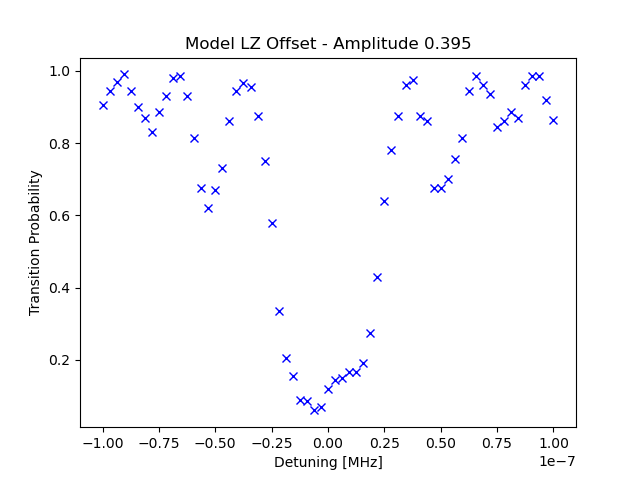 Model LZ Offset - Amplitude 0.395
Transition Probability
1.0
0.8
0.6
0.4
0.2
−1.00 −0.75 −0.50 −0.25 0.00 0.25 0.50 0.75 1.00
1e−7
Detuning [MHz]